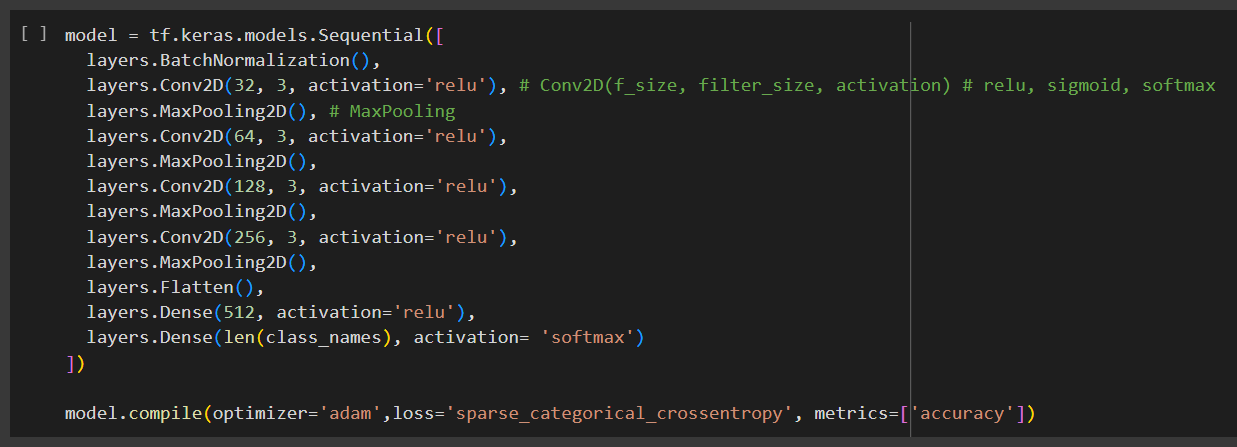 [ ] model = tf.keras.models.Sequential([
  layers.BatchNormalization(),
  layers.Conv2D(32, 3, activation='relu'), # Conv2D(f_size, filter_size, activation) # relu, sigmoid, softmax
  layers.MaxPooling2D(), # MaxPooling
  layers.Conv2D(64, 3, activation='relu'),
  layers.MaxPooling2D(),
  layers.Conv2D(128, 3, activation='relu'),
  layers.MaxPooling2D(),
  layers.Conv2D(256, 3, activation='relu'),
  layers.MaxPooling2D(),
  layers.Flatten(),
  layers.Dense(512, activation='relu'),
  layers.Dense(len(class_names), activation= 'softmax')
])
model.compile(optimizer='adam',loss='sparse_categorical_crossentropy', metrics=['accuracy'])